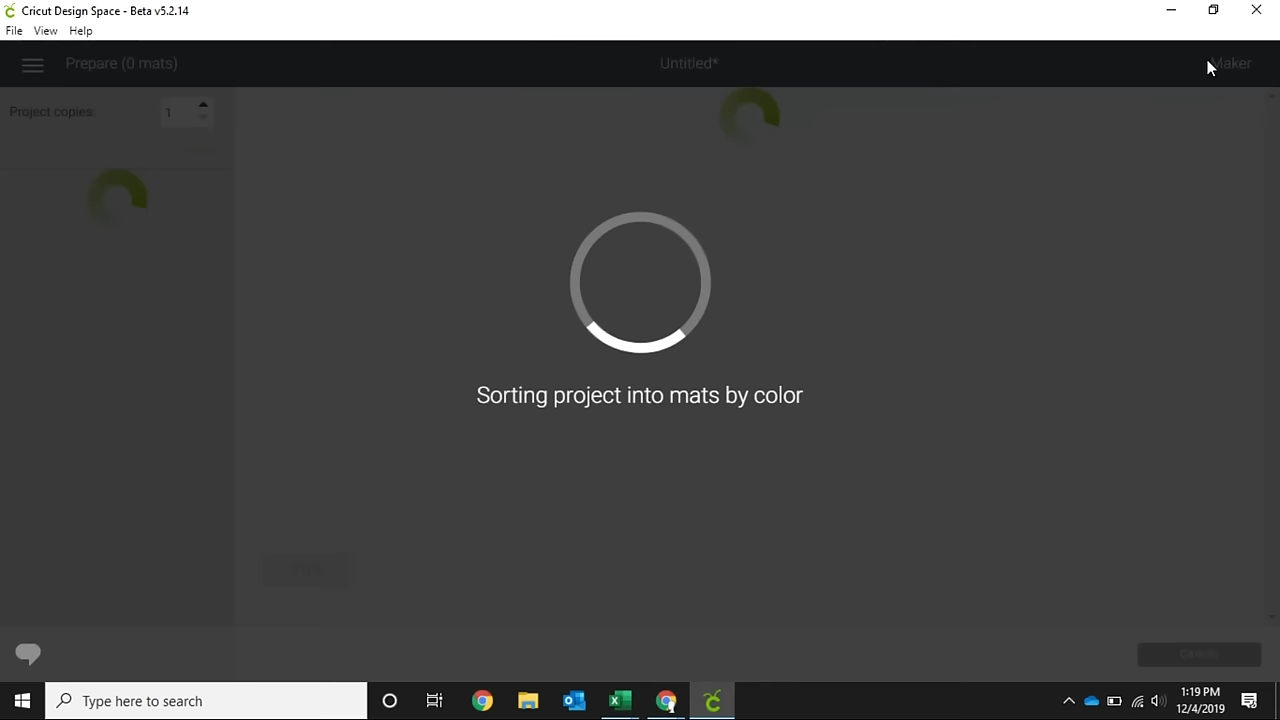 Cricut Design Space - Beta v5.2.14
File View Help
Prepare (0 mats) Untitled* Maker
Project copies: 1
Sorting project into mats by color
Cancel
Type here to search
1:19 PM
12/4/2019